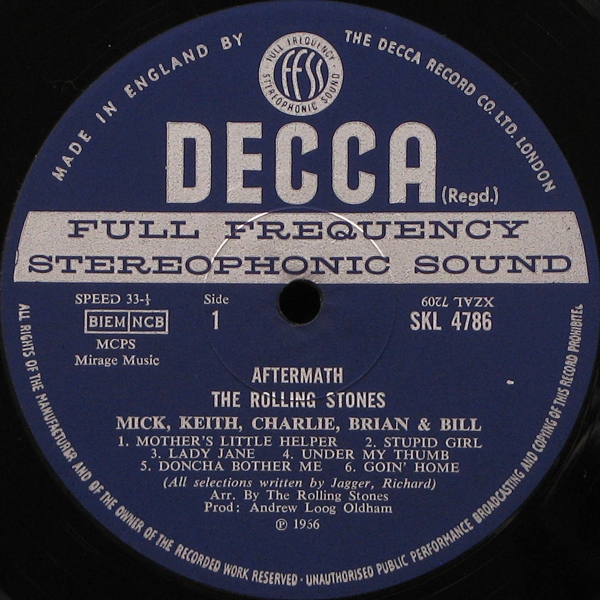 MADE IN ENGLAND BY
THE DECCA RECORD CO. LTD. LONDON
FULL FREQUENCY
FFSS
STEREOPHONIC SOUND
DECCA
(Regd.)
FULL FREQUENCY
STEREOPHONIC SOUND
SPEED 33-⅓
Side
XZAL 7209
BIEM NCB
1
SKL 4786
MCPS
Mirage Music
AFTERMATH
THE ROLLING STONES
MICK, KEITH, CHARLIE, BRIAN & BILL
1. MOTHER'S LITTLE HELPER 2. STUPID GIRL
3. LADY JANE 4. UNDER MY THUMB
5. DONCHA BOTHER ME 6. GOIN' HOME
(All selections written by Jagger, Richard)
Arr. By The Rolling Stones
Prod: Andrew Loog Oldham
℗ 1956
ALL RIGHTS OF THE MANUFACTURER AND OF THE OWNER OF THE RECORDED WORK RESERVED · UNAUTHORISED PUBLIC PERFORMANCE BROADCASTING AND COPYING OF THIS RECORD PROHIBITED